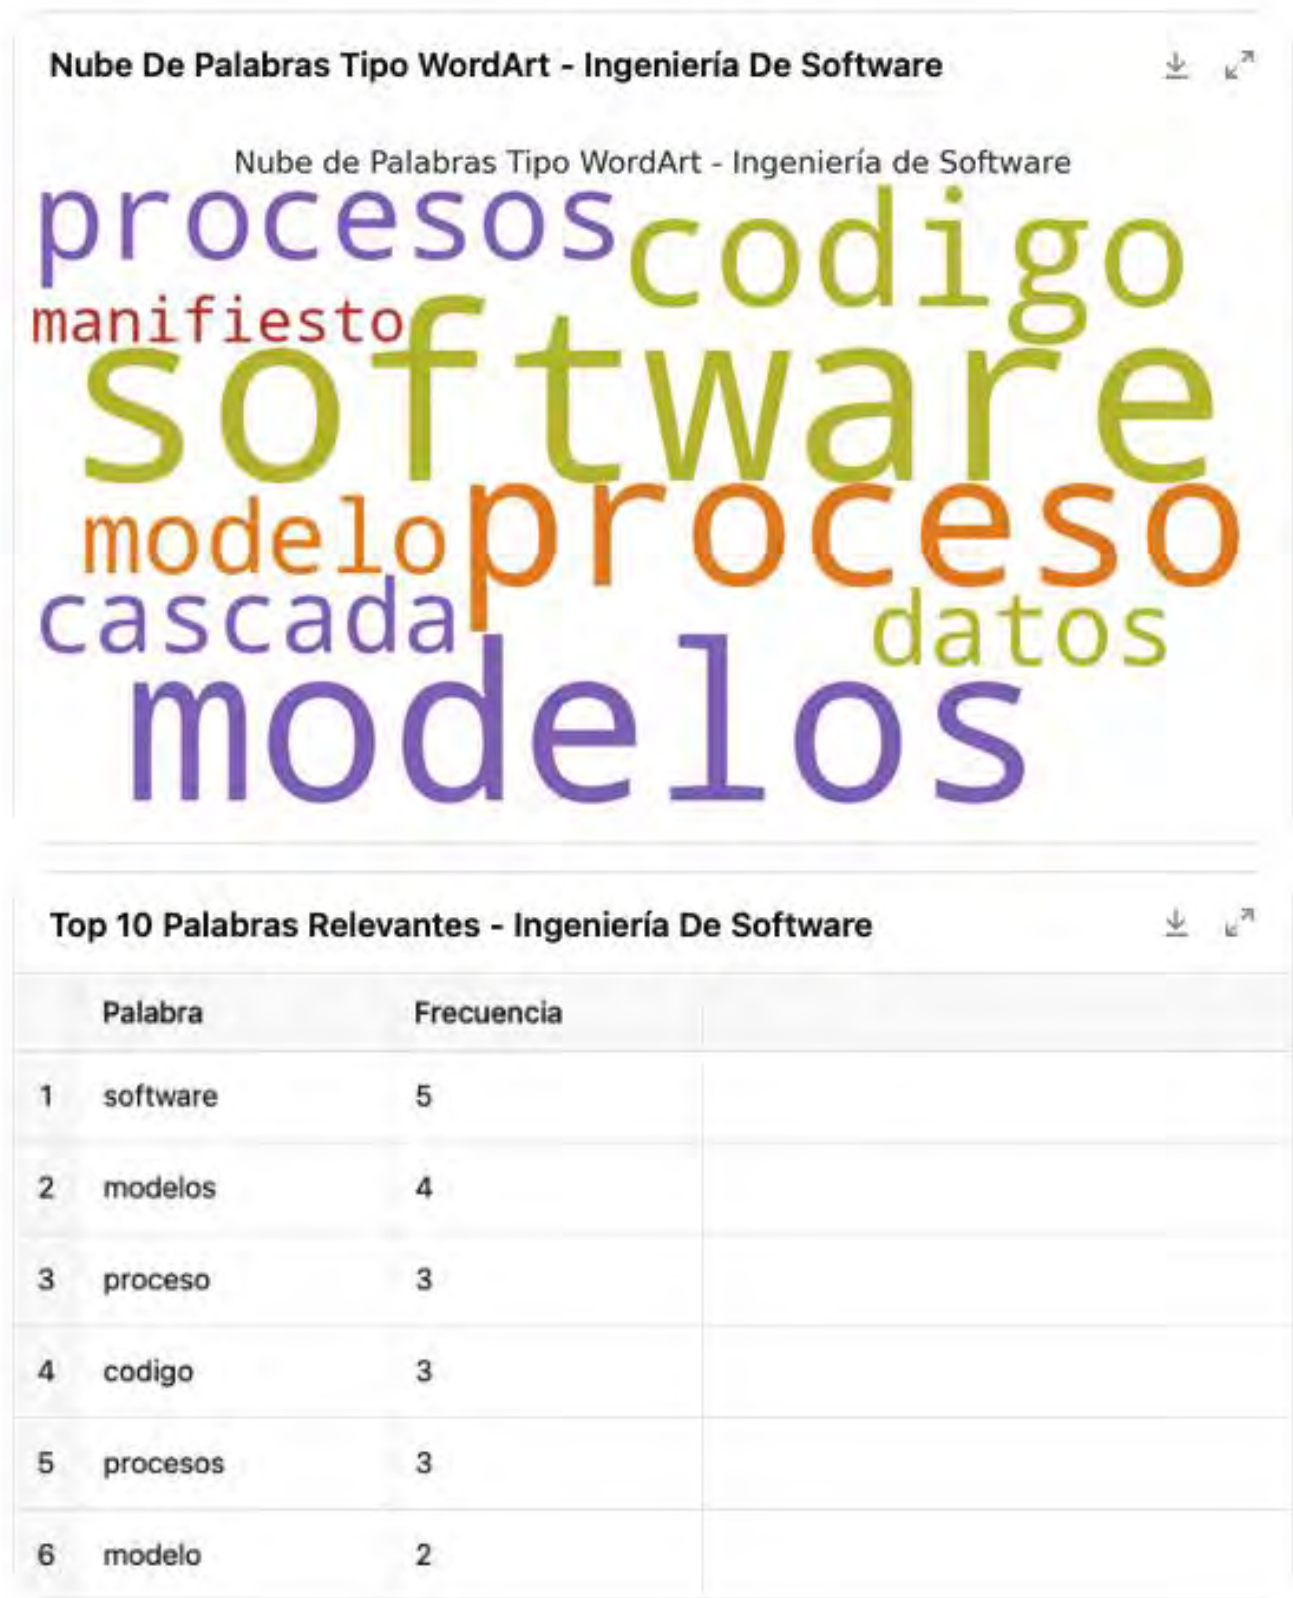 Nube De Palabras Tipo WordArt - Ingeniería De Software
Nube de Palabras Tipo WordArt - Ingeniería de Software
procesos
codigo
manifiesto
software
modelo
proceso
cascada
datos
modelos
Top 10 Palabras Relevantes - Ingeniería De Software
Palabra Frecuencia
1 software 5
2 modelos 4
3 proceso 3
4 codigo 3
5 procesos 3
6 modelo 2